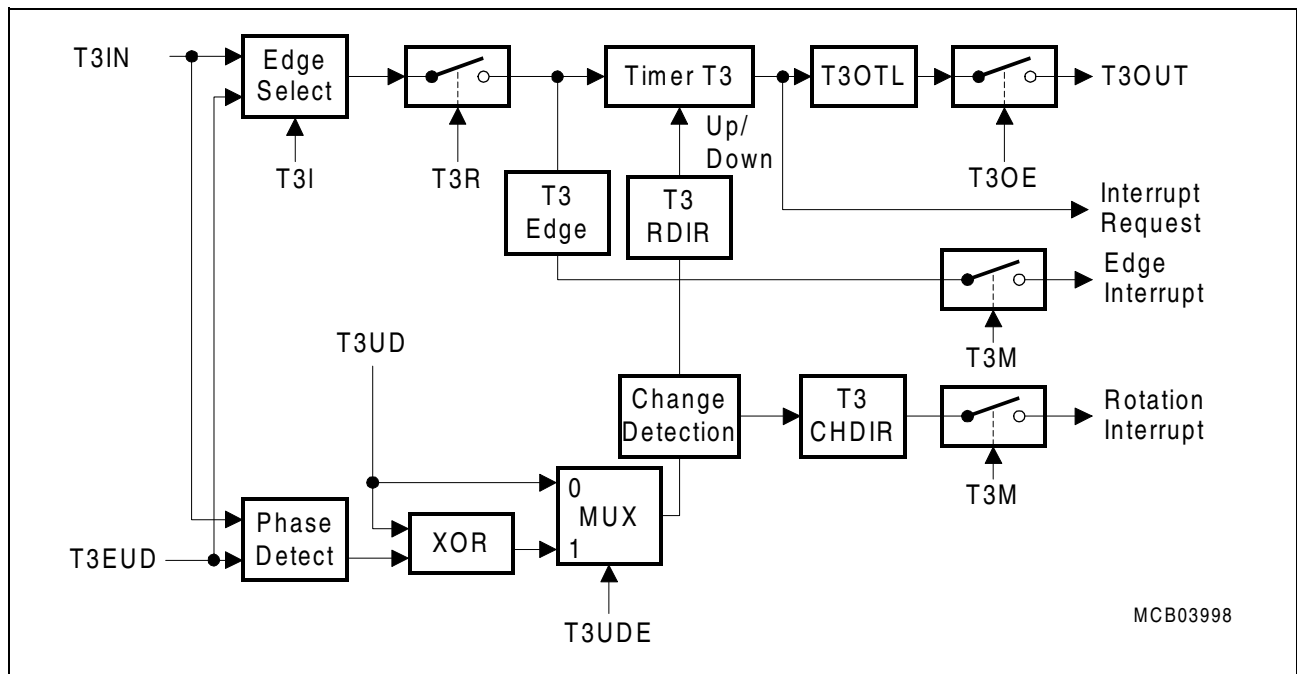 T3IN
Edge
Select
T3I
T3R
Timer T3
Up/
Down
T3OTL
T3OUT
T3OE
Interrupt
Request
T3
Edge
T3
RDIR
Edge
Interrupt
T3M
T3UD
Change
Detection
T3
CHDIR
Rotation
Interrupt
T3M
T3EUD
Phase
Detect
XOR
0
MUX
1
T3UDE
MCB03998